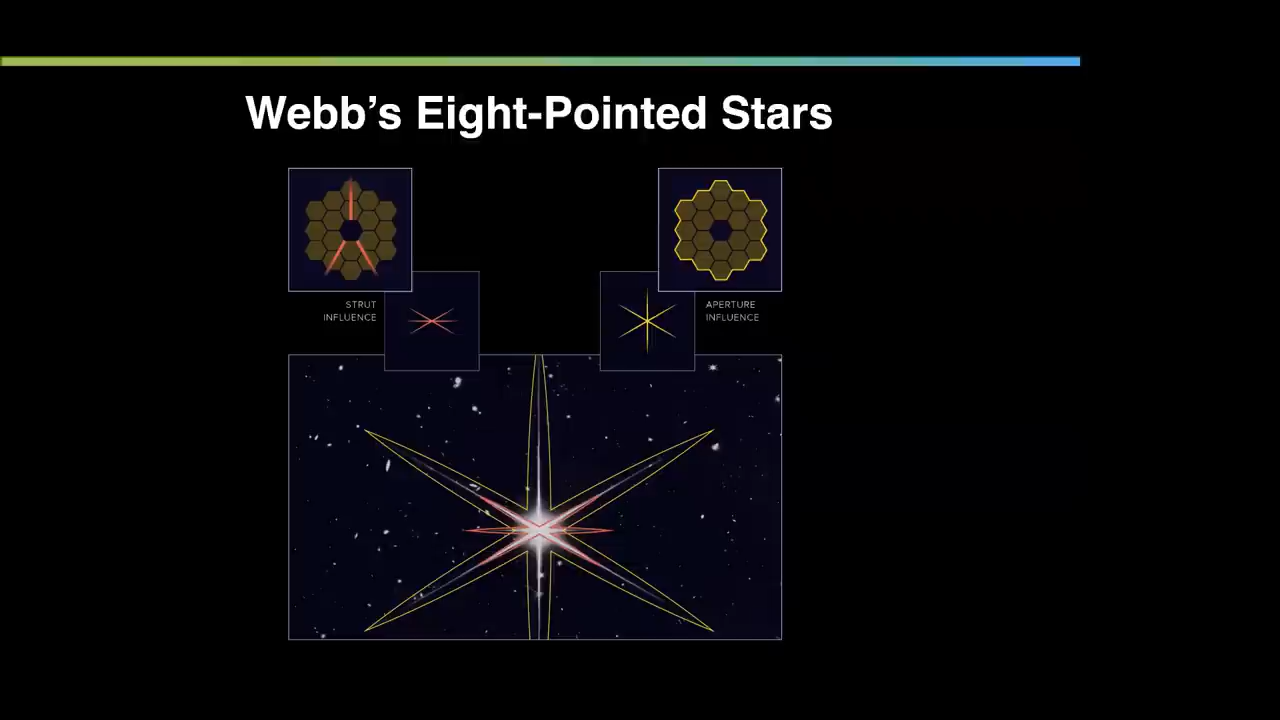 Webb’s Eight-Pointed Stars
STRUT
INFLUENCE
APERTURE
INFLUENCE